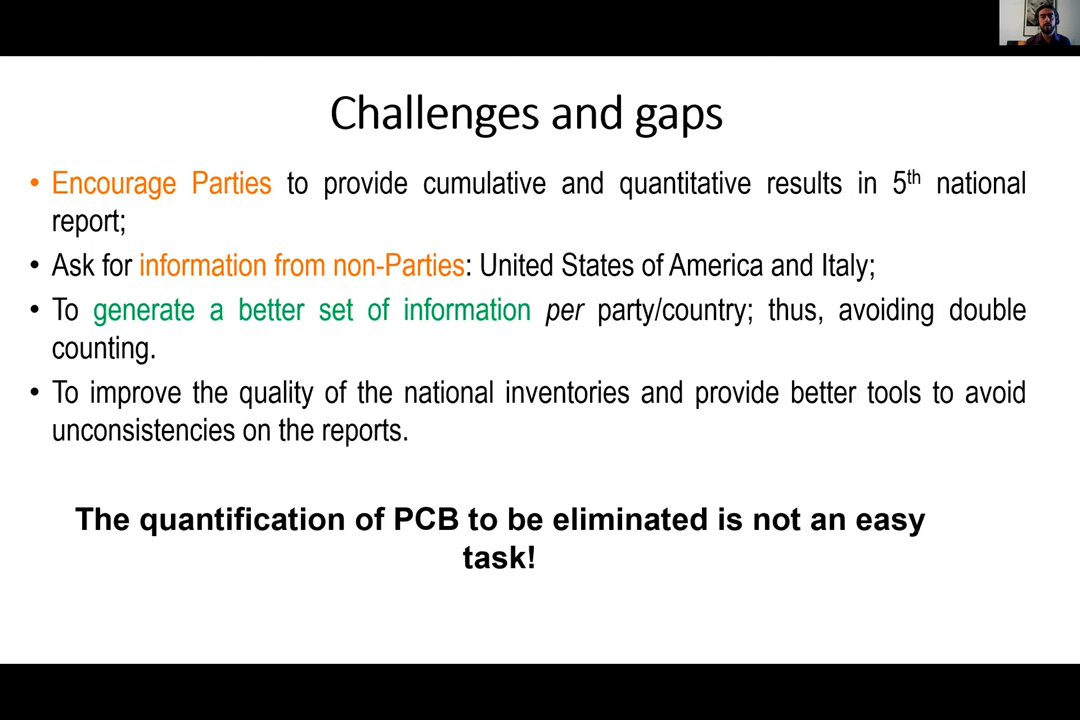 Challenges and gaps
• Encourage Parties to provide cumulative and quantitative results in 5th national
report;
• Ask for information from non-Parties: United States of America and Italy;
• To generate a better set of information per party/country; thus, avoiding double
counting.
• To improve the quality of the national inventories and provide better tools to avoid
unconsistencies on the reports.
The quantification of PCB to be eliminated is not an easy
task!